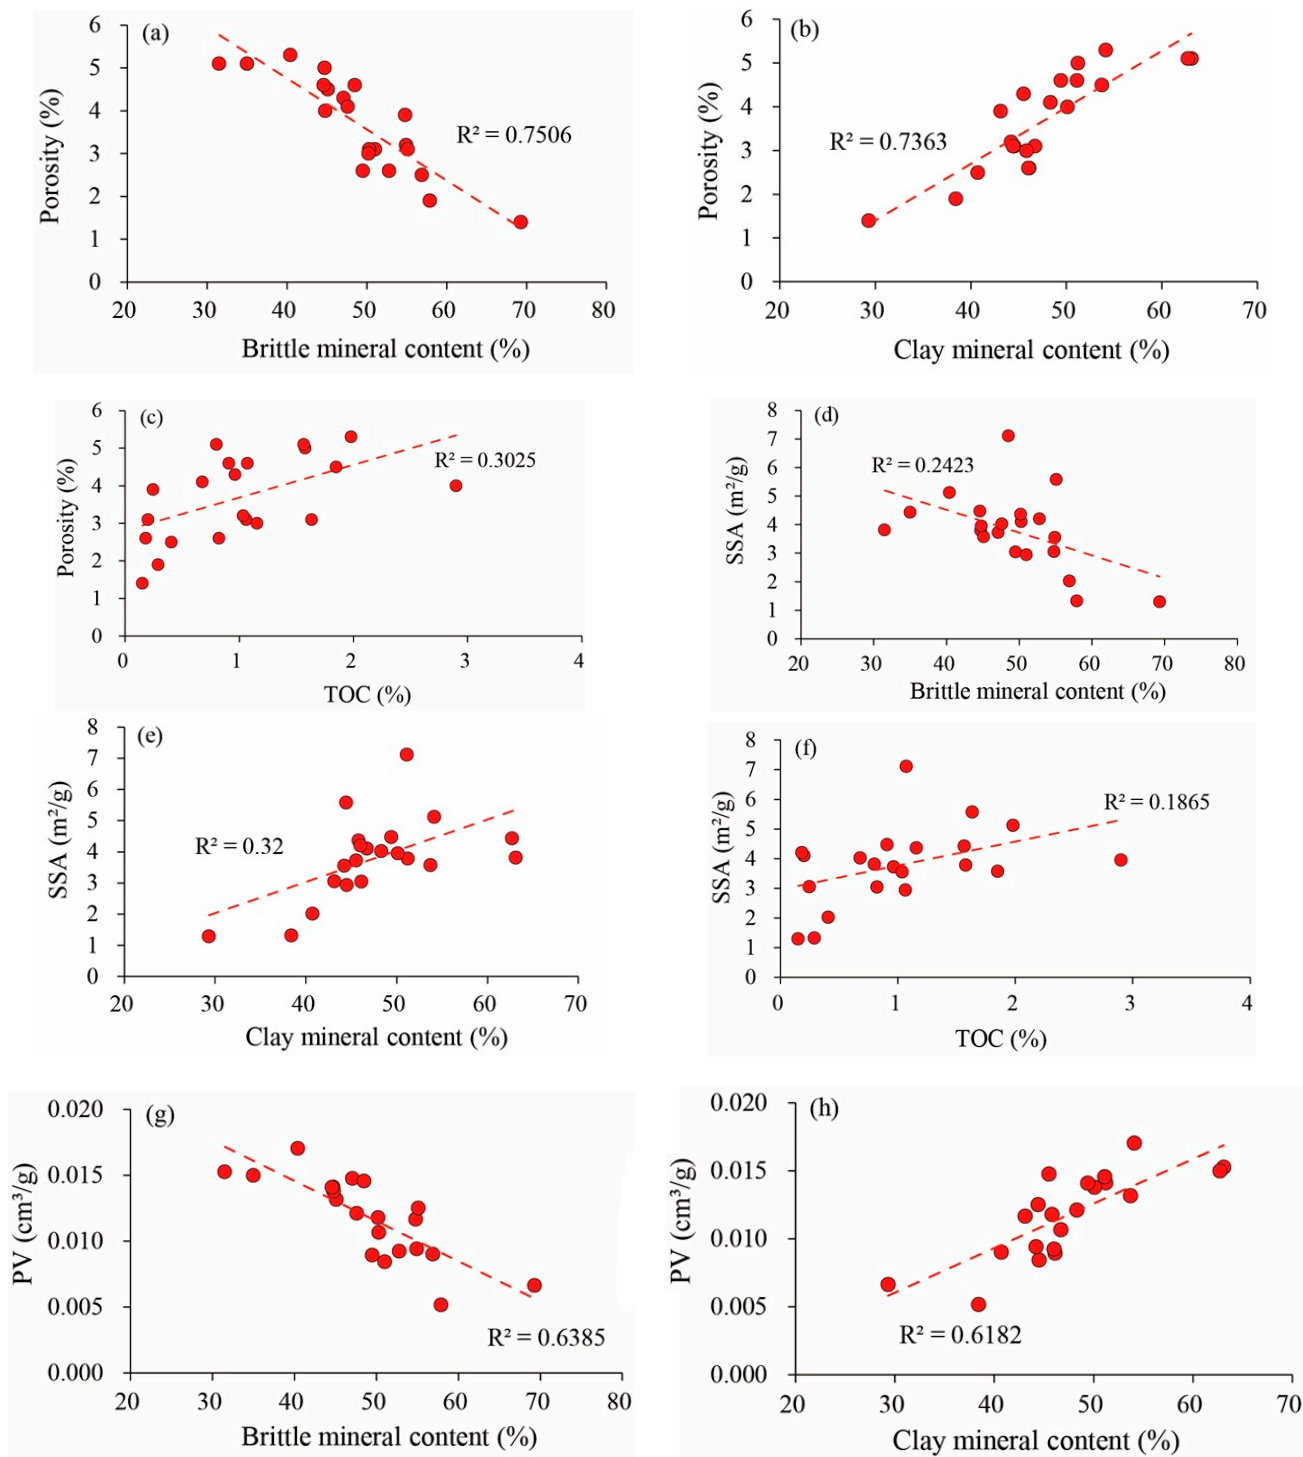 (a)
Porosity (%)
6
5
4
3
2
1
0
R² = 0.7506
20 30 40 50 60 70 80
Brittle mineral content (%)
(b)
Porosity (%)
6
5
4
3
2
1
0
R² = 0.7363
20 30 40 50 60 70
Clay mineral content (%)
(c)
Porosity (%)
6
5
4
3
2
1
0
R² = 0.3025
0 1 2 3 4
TOC (%)
(d)
SSA (m²/g)
8
7
6
5
4
3
2
1
0
R² = 0.2423
20 30 40 50 60 70 80
Brittle mineral content (%)
(e)
SSA (m²/g)
8
7
6
5
4
3
2
1
0
R² = 0.32
20 30 40 50 60 70
Clay mineral content (%)
(f)
SSA (m²/g)
8
7
6
5
4
3
2
1
0
R² = 0.1865
0 1 2 3 4
TOC (%)
(g)
PV (cm³/g)
0.020
0.015
0.010
0.005
0.000
R² = 0.6385
20 30 40 50 60 70 80
Brittle mineral content (%)
(h)
PV (cm³/g)
0.020
0.015
0.010
0.005
0.000
R² = 0.6182
20 30 40 50 60 70
Clay mineral content (%)